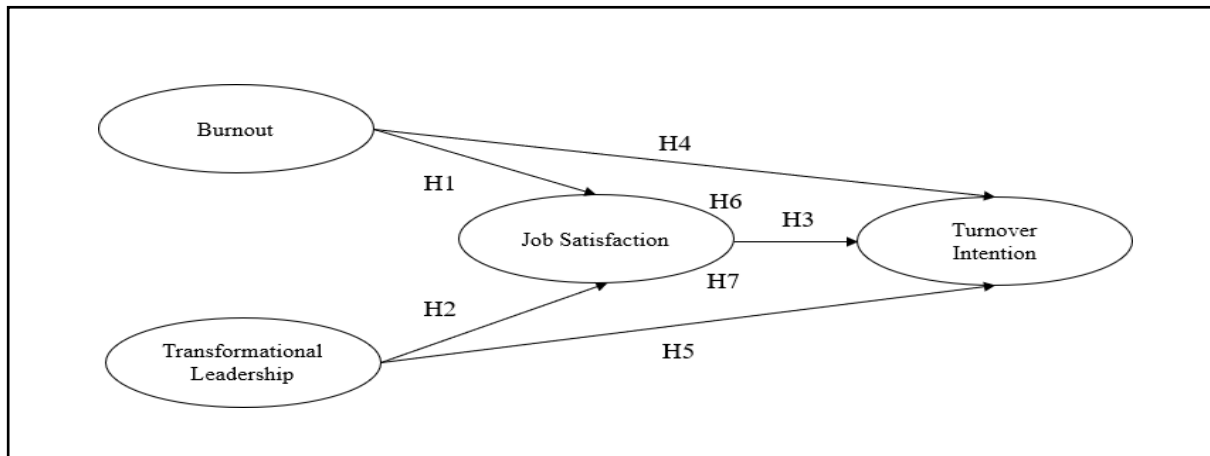 Burnout
H4
H1
H6
H3
Job Satisfaction
Turnover
Intention
H7
H2
H5
Transformational
Leadership